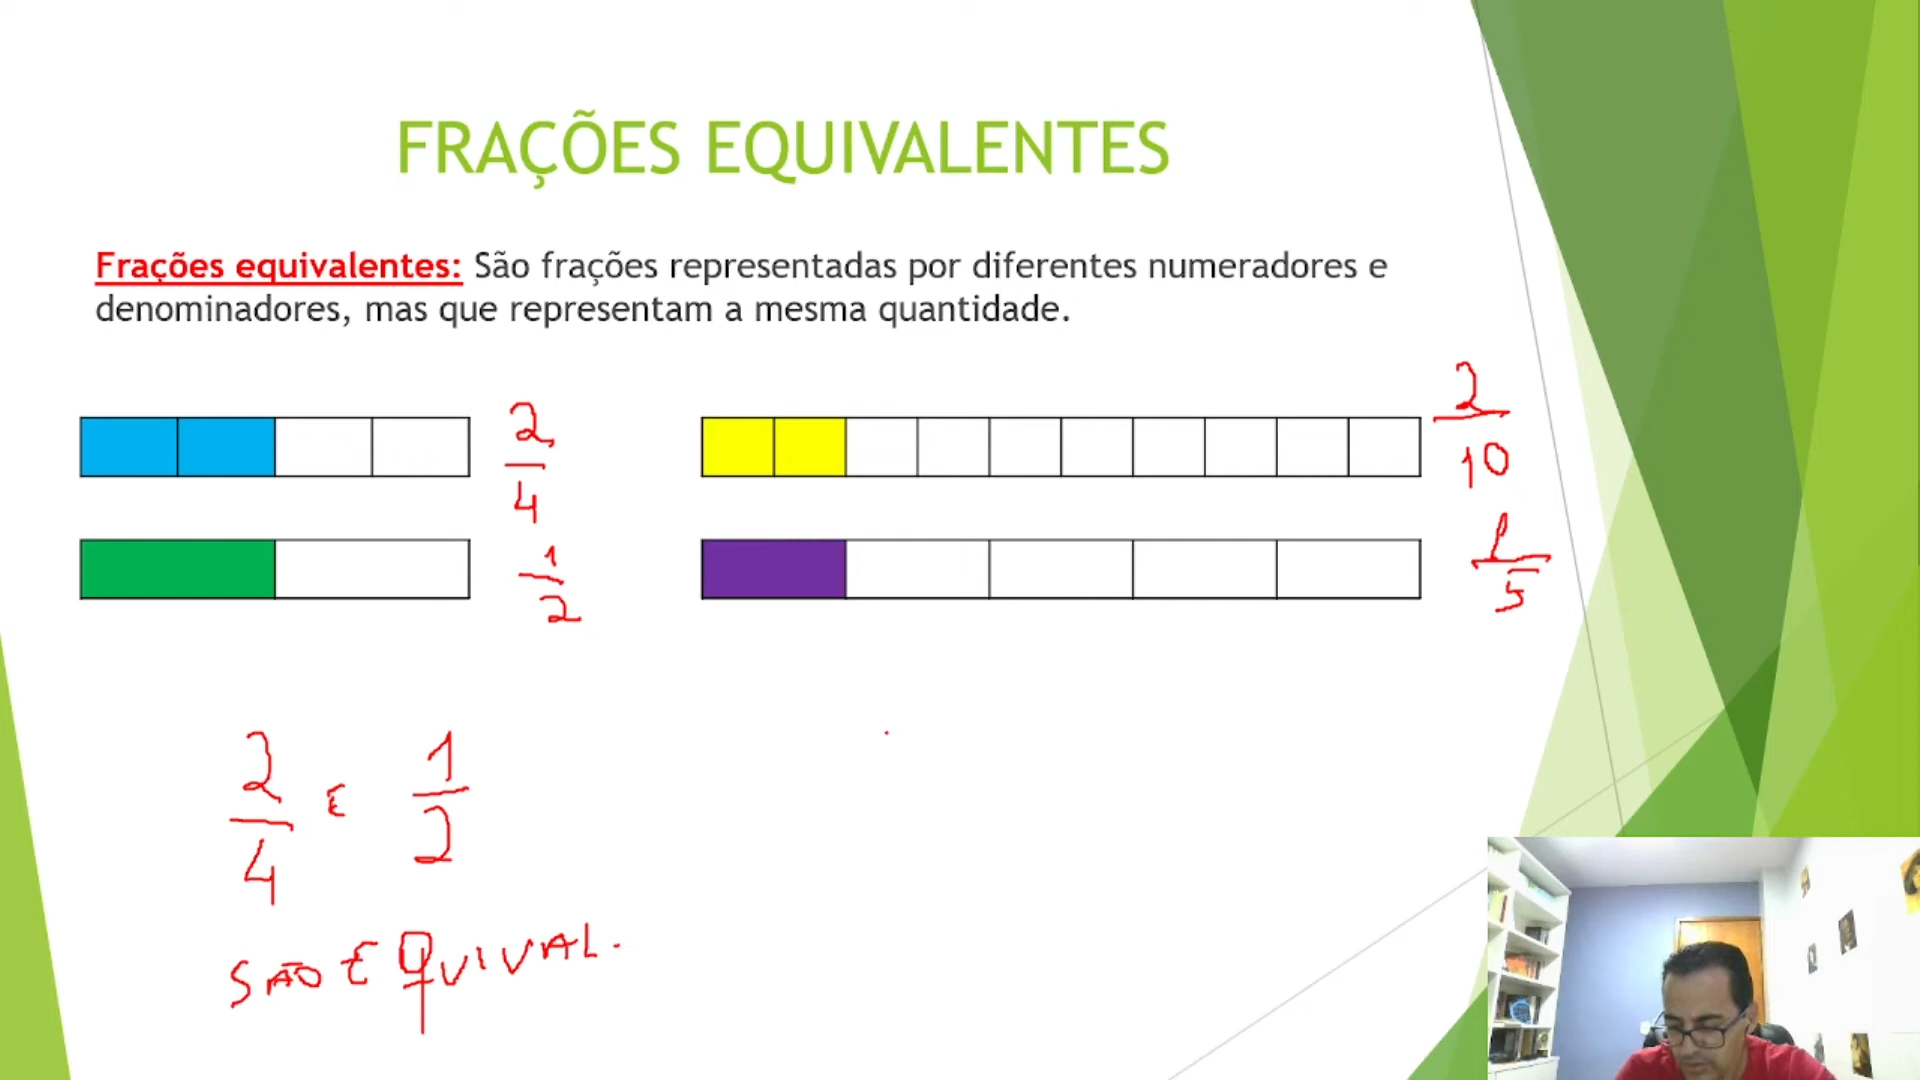 FRAÇÕES EQUIVALENTES
Frações equivalentes: São frações representadas por diferentes numeradores e
denominadores, mas que representam a mesma quantidade.
2/4
2/10
1/2
1/5
2/4 E 1/2
SÃO EQUIVAL.